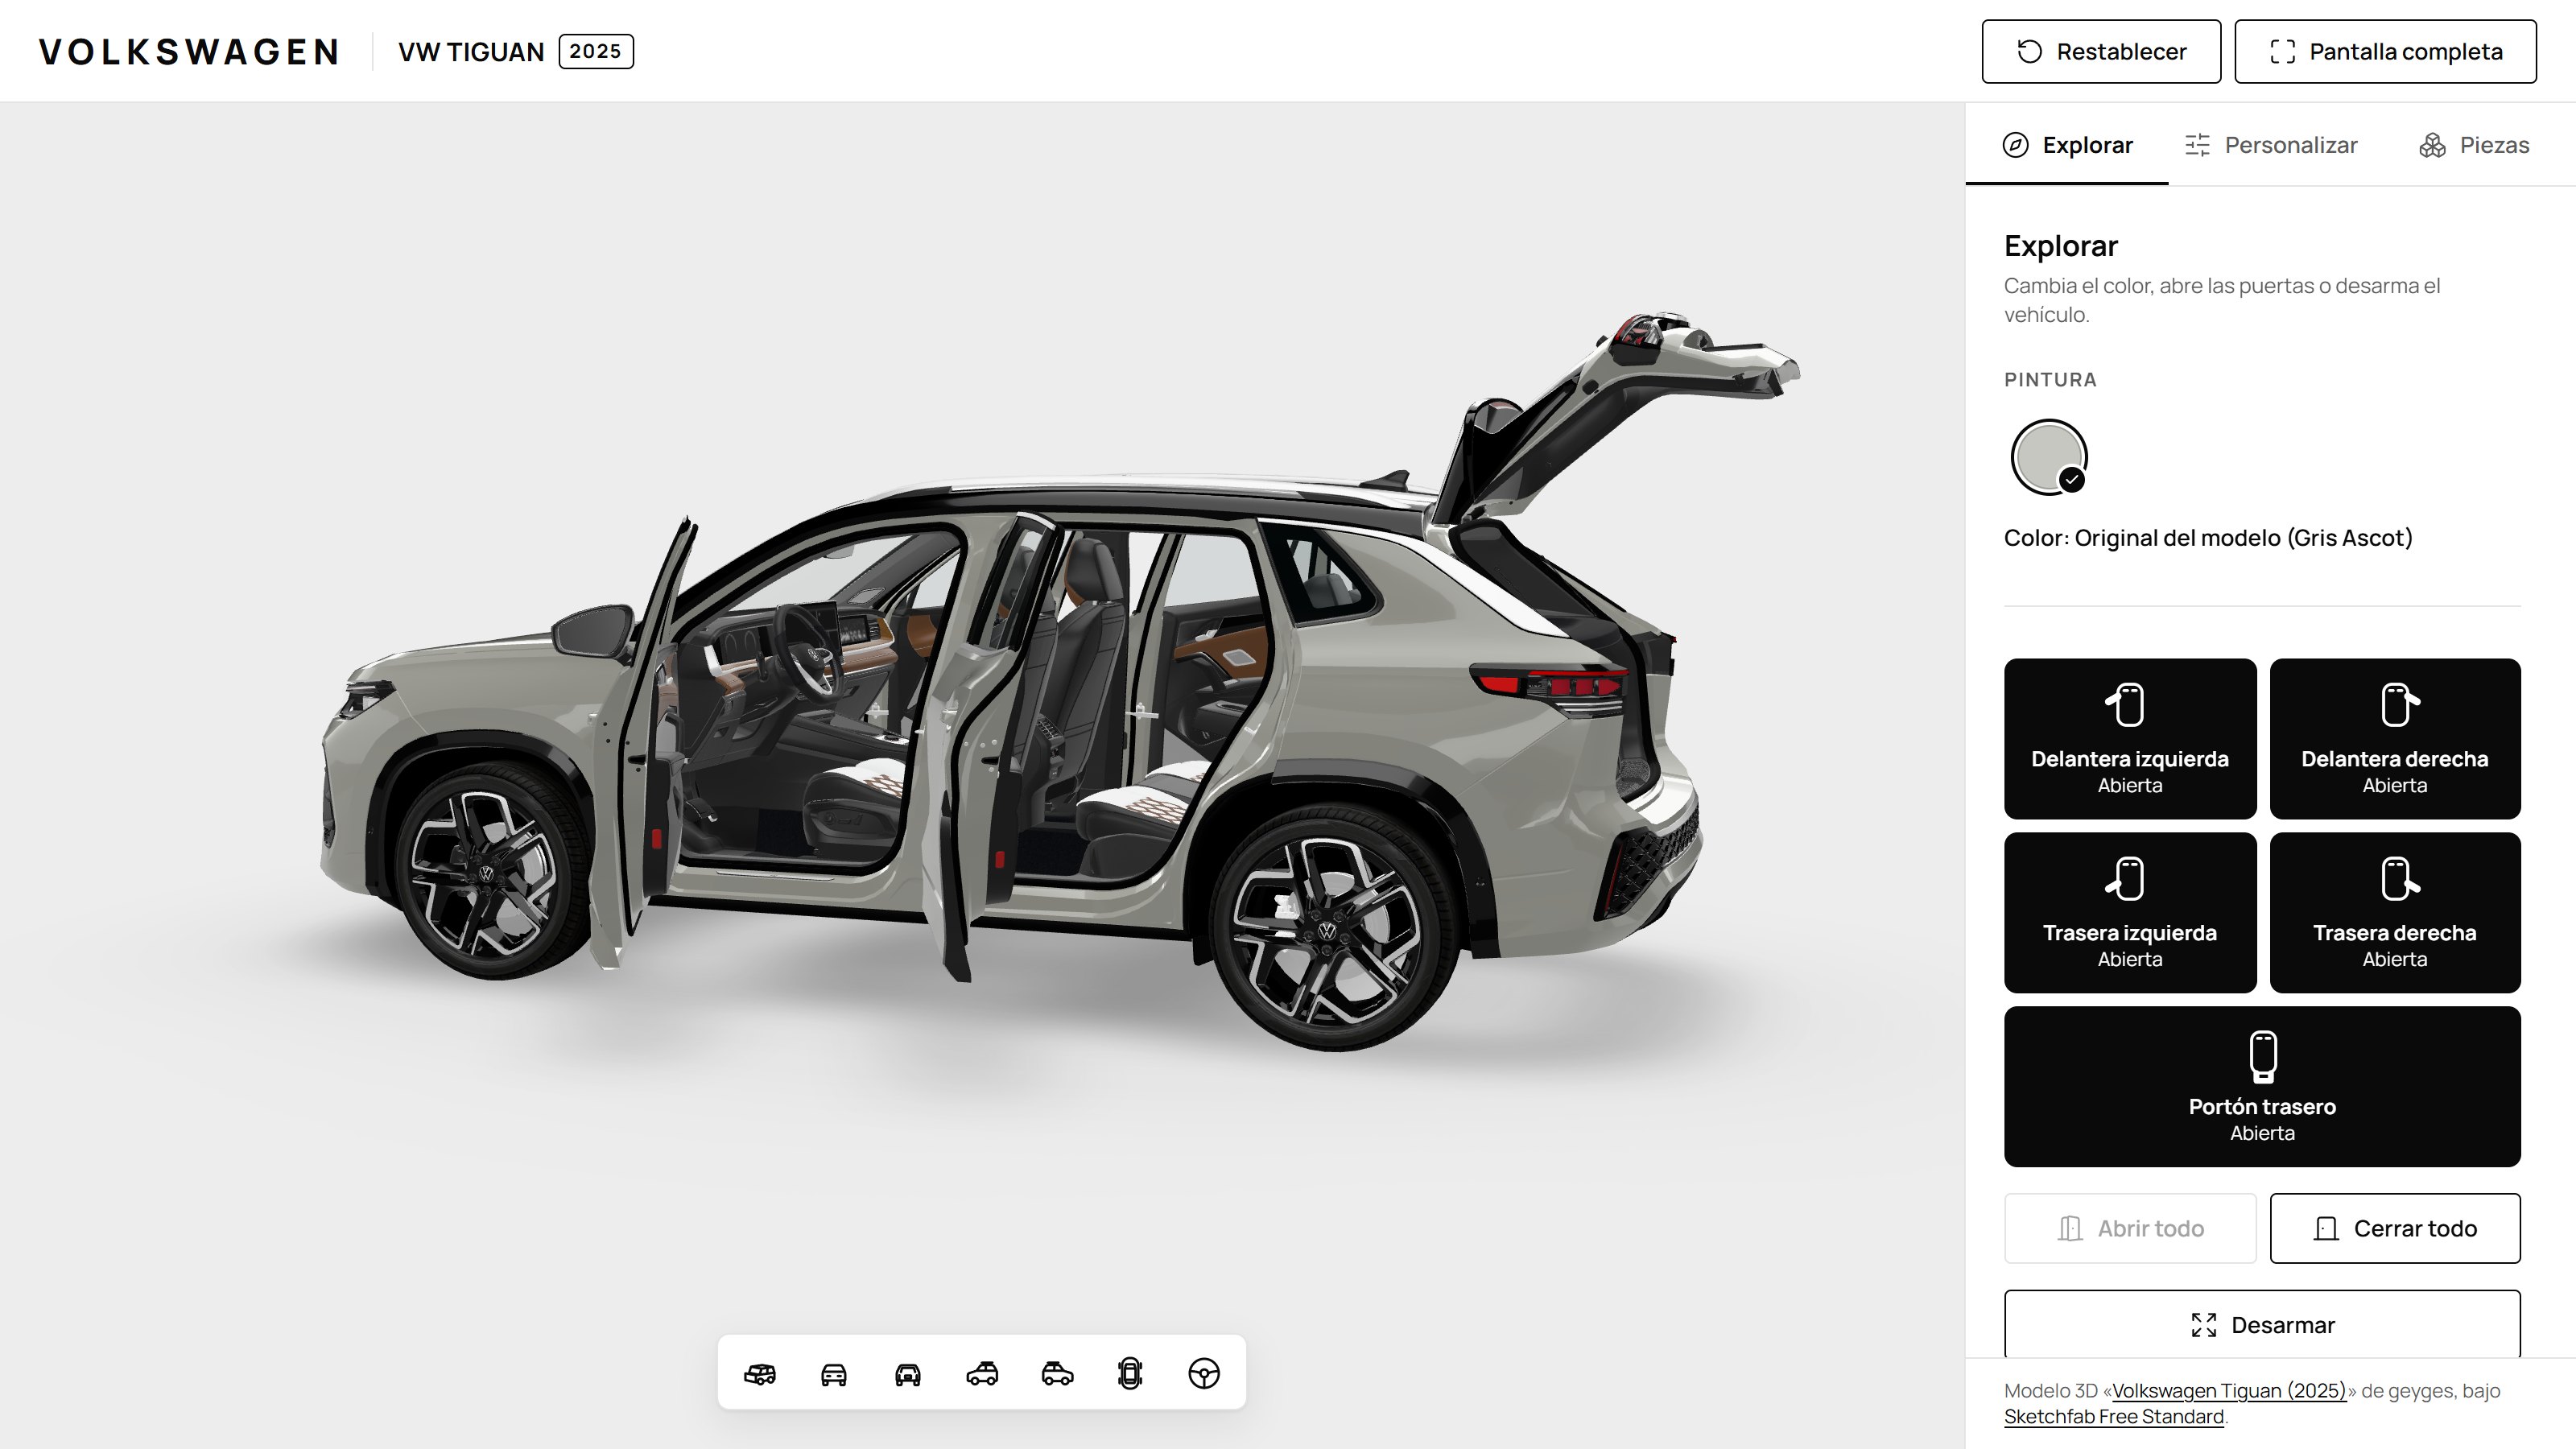 VOLKSWAGEN
VW TIGUAN
2025
Restablecer
Pantalla completa
Explorar
Personalizar
Piezas
Explorar
Cambia el color, abre las puertas o desarma el
vehículo.
PINTURA
Color: Original del modelo (Gris Ascot)
Delantera izquierda
Abierta
Delantera derecha
Abierta
Trasera izquierda
Abierta
Trasera derecha
Abierta
Portón trasero
Abierta
Abrir todo
Cerrar todo
Desarmar
Modelo 3D «Volkswagen Tiguan (2025)» de geyges, bajo
Sketchfab Free Standard.